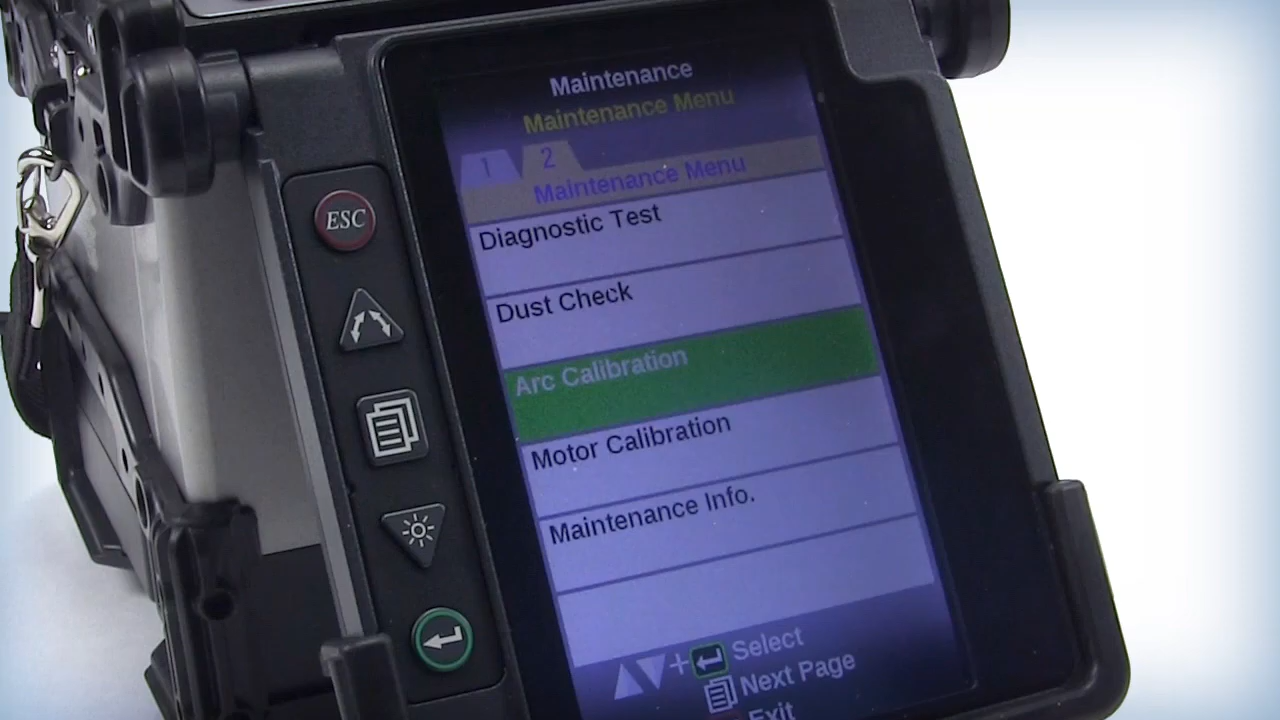 Maintenance
Maintenance Menu
1 2
Maintenance Menu
ESC
Diagnostic Test
Dust Check
Arc Calibration
Motor Calibration
Maintenance Info.
+ Select
Next Page
Exit